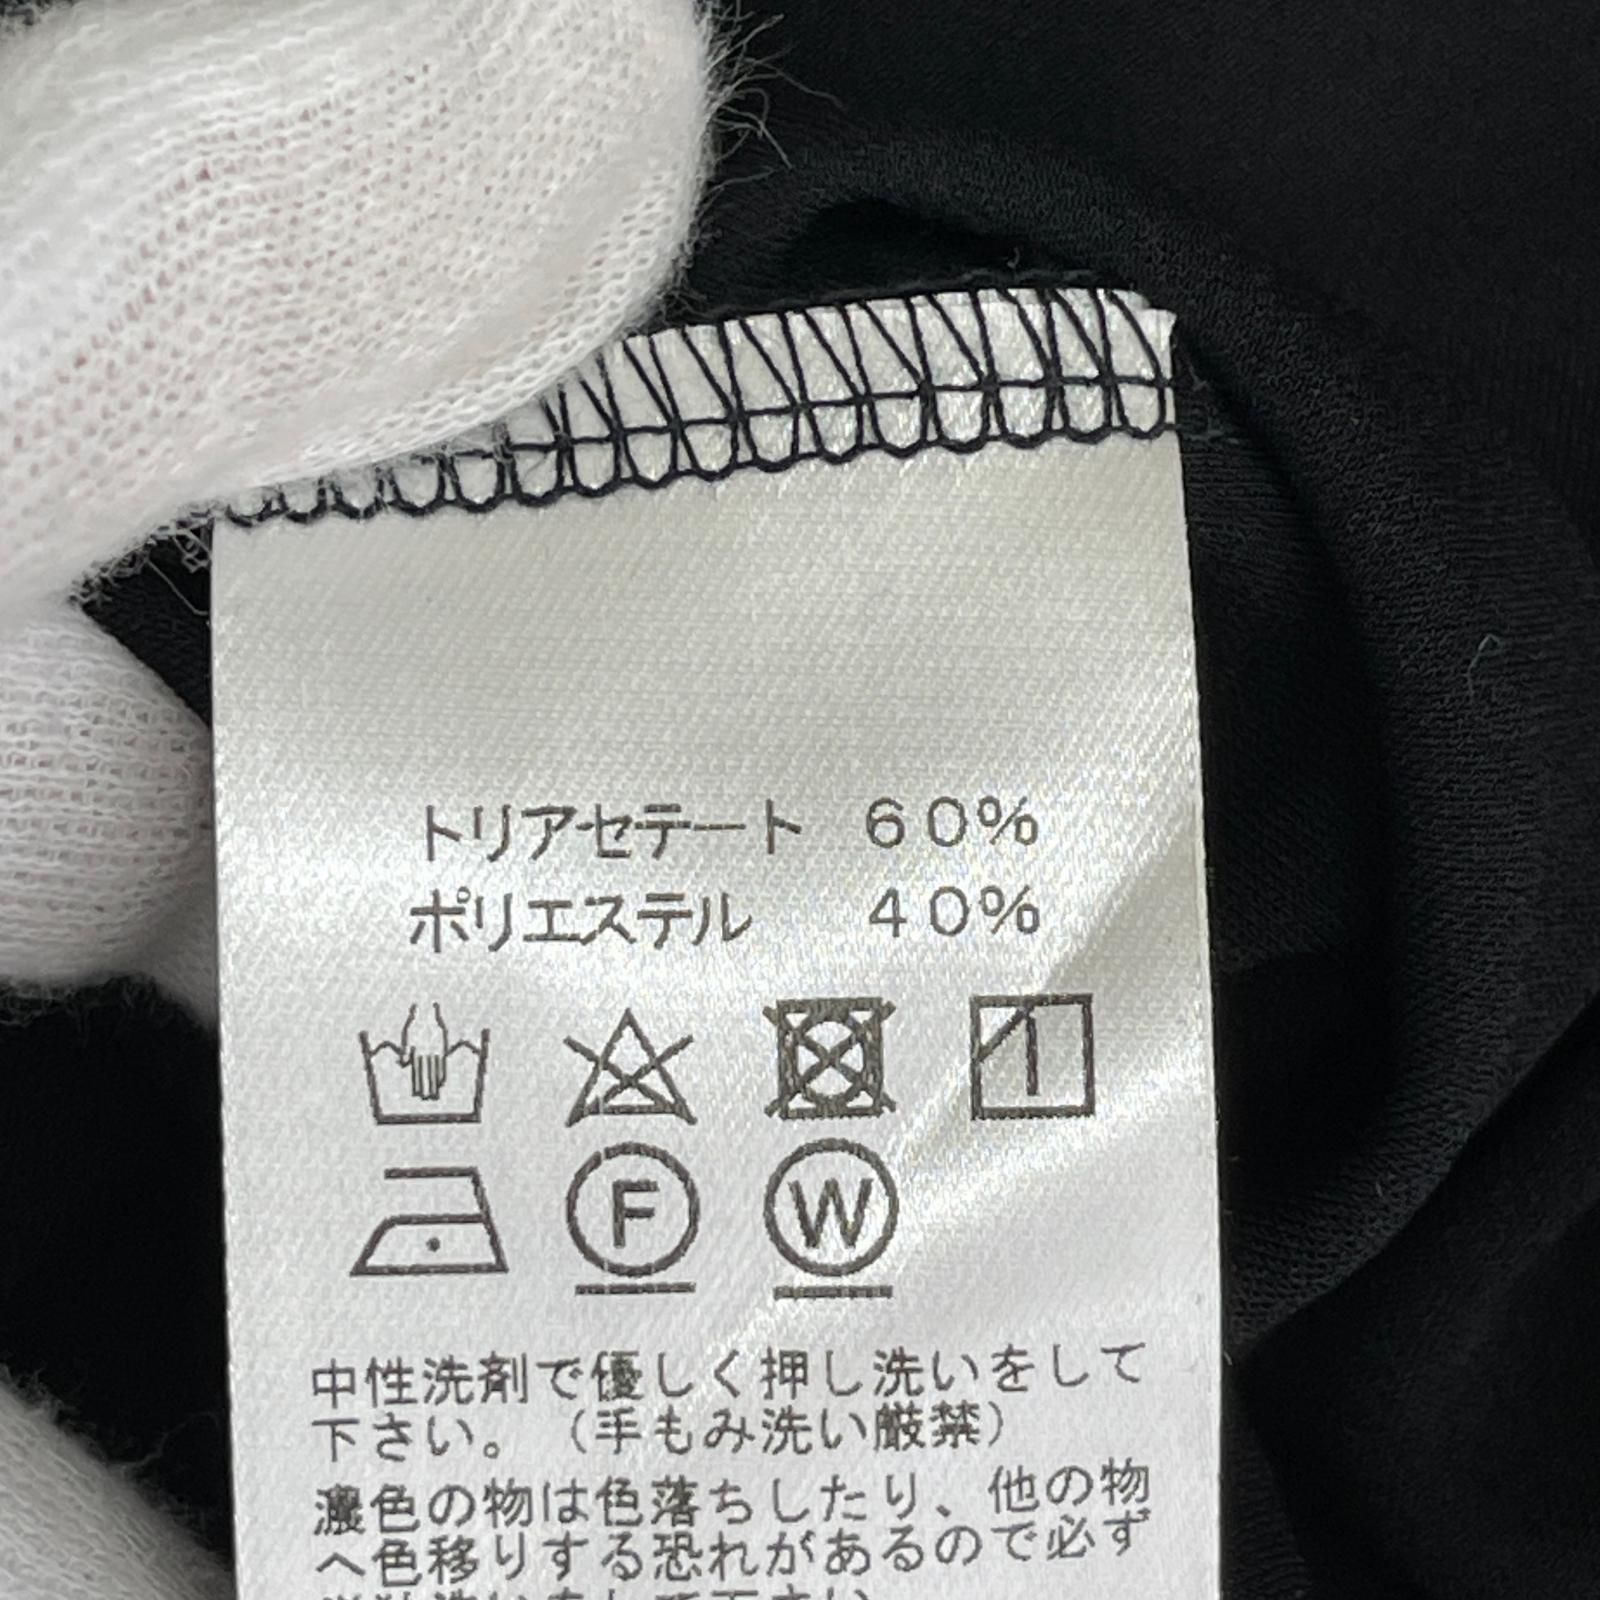 トリアセテート 60%
ポリエステル 40%
F W
中性洗剤で優しく押し洗いをして
下さい。（手もみ洗い厳禁）
濃色の物は色落ちしたり、他の物
へ色移りする恐れがあるので必ず